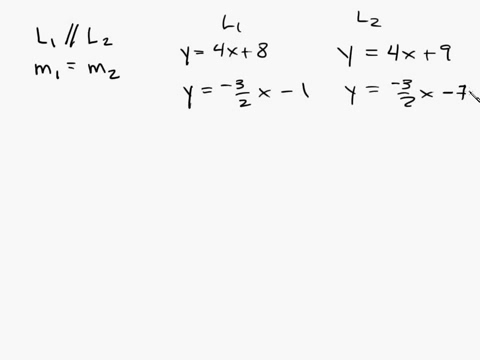 L₁ // L₂
m₁ = m₂
L₁
y = 4x + 8
y = -3/2 x - 1
L₂
y = 4x + 9
y = -3/2 x - 7